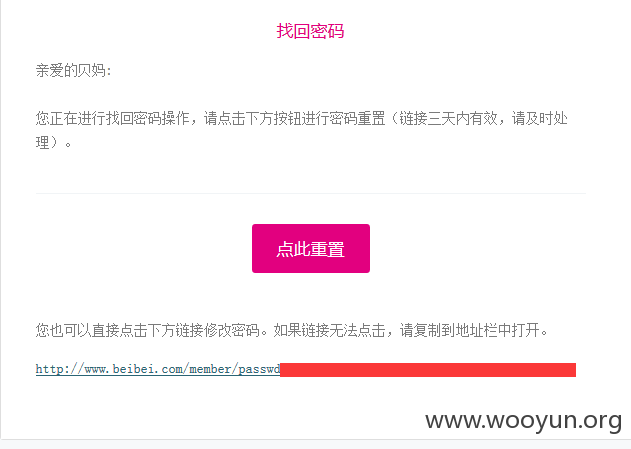 找回密码
亲爱的贝妈:
您正在进行找回密码操作，请点击下方按钮进行密码重置（链接三天内有效，请及时处
理）。
点此重置
您也可以直接点击下方链接修改密码。如果链接无法点击，请复制到地址栏中打开。
http://www.beibei.com/member/passwd
www.wooyun.org